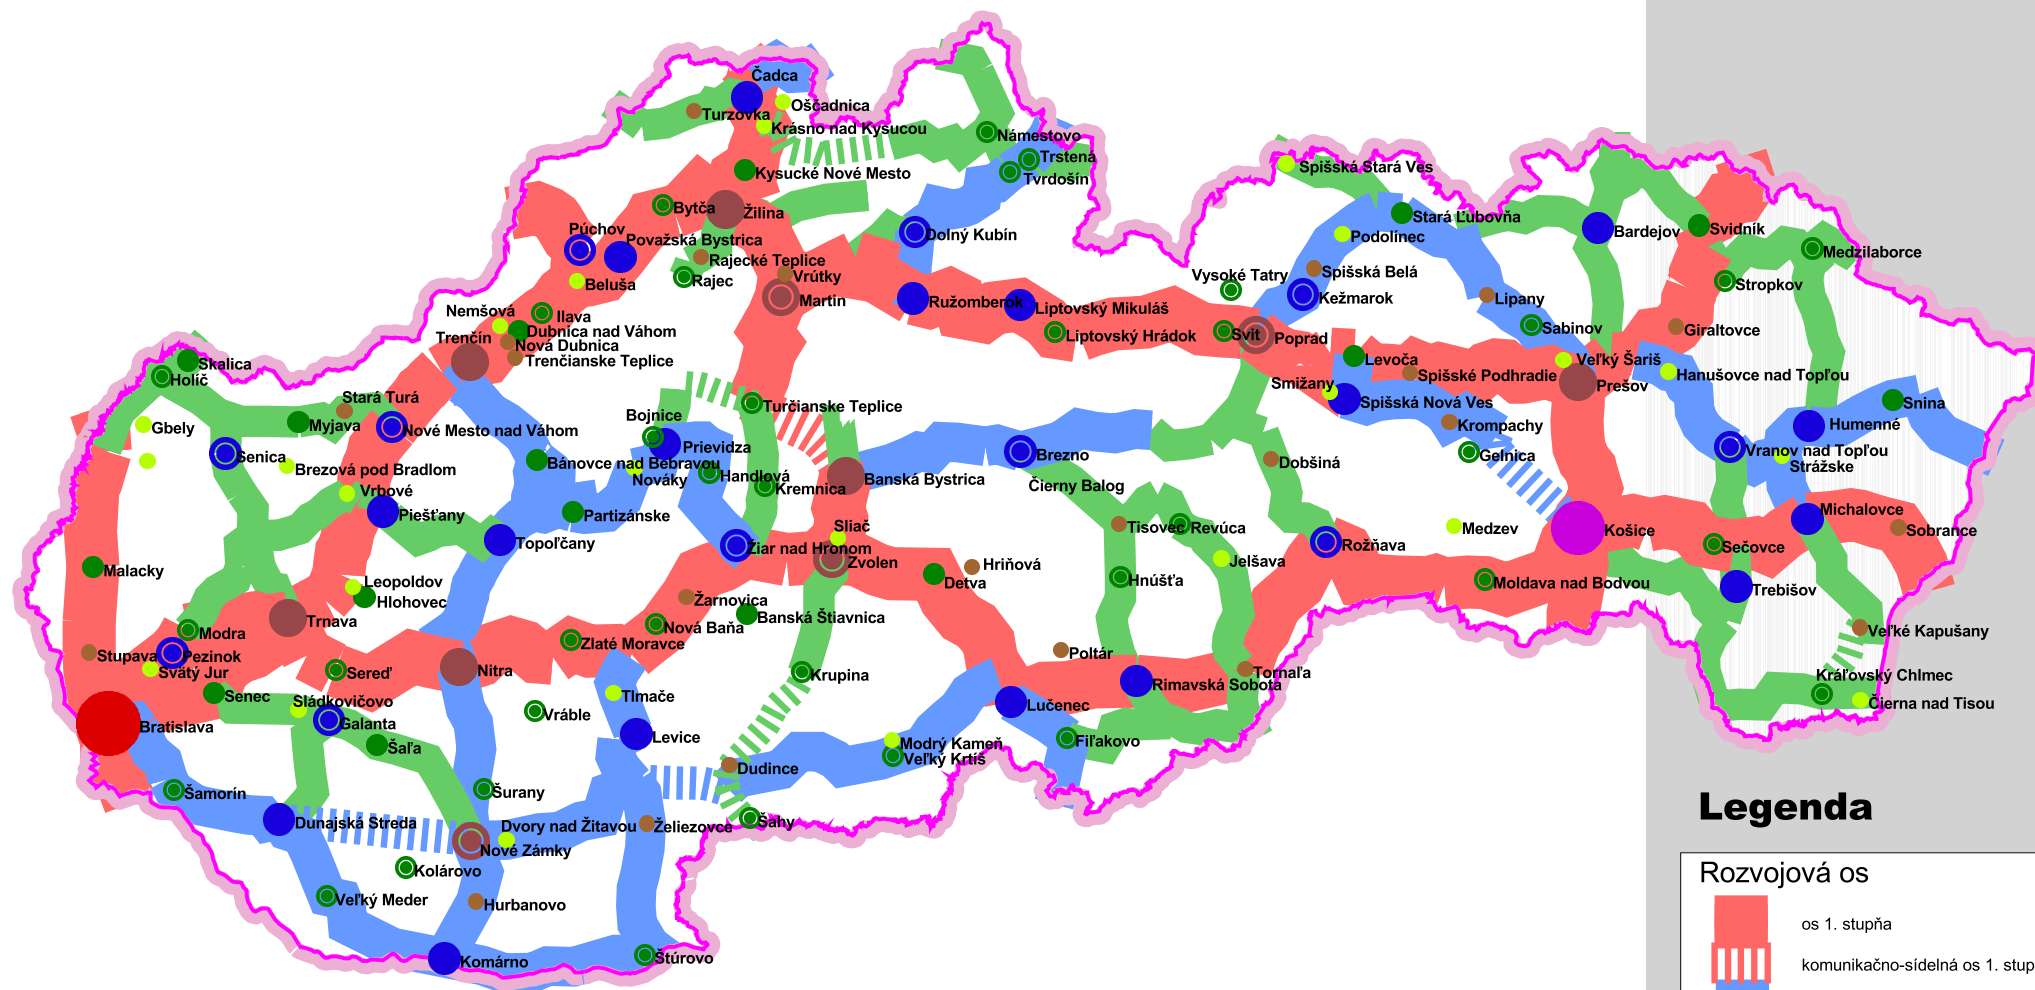 Čadca
Oščadnica
Turzovka
Krásno nad Kysucou
Námestovo
Trstená
Tvrdošín
Kysucké Nové Mesto
Spišská Stará Ves
Bytča
Žilina
Stará Ľubovňa
Púchov
Považská Bystrica
Dolný Kubín
Podolínec
Bardejov
Svidník
Medzilaborce
Rajecké Teplice
Rajec
Vrútky
Beluša
Vysoké Tatry
Spišská Belá
Stropkov
Martin
Ružomberok
Kežmarok
Lipany
Nemšová
Ilava
Liptovský Mikuláš
Dubnica nad Váhom
Trenčín
Nová Dubnica
Liptovský Hrádok
Svit
Poprad
Sabinov
Giraltovce
Trenčianske Teplice
Skalica
Holíč
Levoča
Veľký Šariš
Spišské Podhradie
Prešov
Hanušovce nad Topľou
Smižany
Stará Turá
Spišská Nová Ves
Snina
Turčianske Teplice
Bojnice
Gbely
Myjava
Nové Mesto nad Váhom
Krompachy
Humenné
Prievidza
Senica
Brezno
Gelnica
Vranov nad Topľou
Brezová pod Bradlom
Bánovce nad Bebravou
Dobšiná
Strážske
Nováky
Handlová
Banská Bystrica
Čierny Balog
Vrbové
Kremnica
Piešťany
Partizánske
Michalovce
Sliač
Tisovec
Revúca
Medzev
Košice
Sobrance
Topoľčany
Žiar nad Hronom
Rožňava
Sečovce
Zvolen
Hriňová
Jelšava
Malacky
Detva
Hnúšťa
Moldava nad Bodvou
Leopoldov
Trebišov
Hlohovec
Žarnovica
Banská Štiavnica
Trnava
Nová Baňa
Modra
Zlaté Moravce
Veľké Kapušany
Stupava
Pezinok
Poltár
Svätý Jur
Sereď
Nitra
Krupina
Tornaľa
Kráľovský Chlmec
Rimavská Sobota
Senec
Sládkovičovo
Tlmače
Lučenec
Čierna nad Tisou
Bratislava
Galanta
Vráble
Levice
Fiľakovo
Šaľa
Modrý Kameň
Veľký Krtíš
Dudince
Šamorín
Šurany
Legenda
Dunajská Streda
Dvory nad Žitavou
Želiezovce
Šahy
Nové Zámky
Kolárovo
Rozvojová os
Veľký Meder
Hurbanovo
os 1. stupňa
Komárno
Štúrovo
komunikačno-sídelná os 1. stup